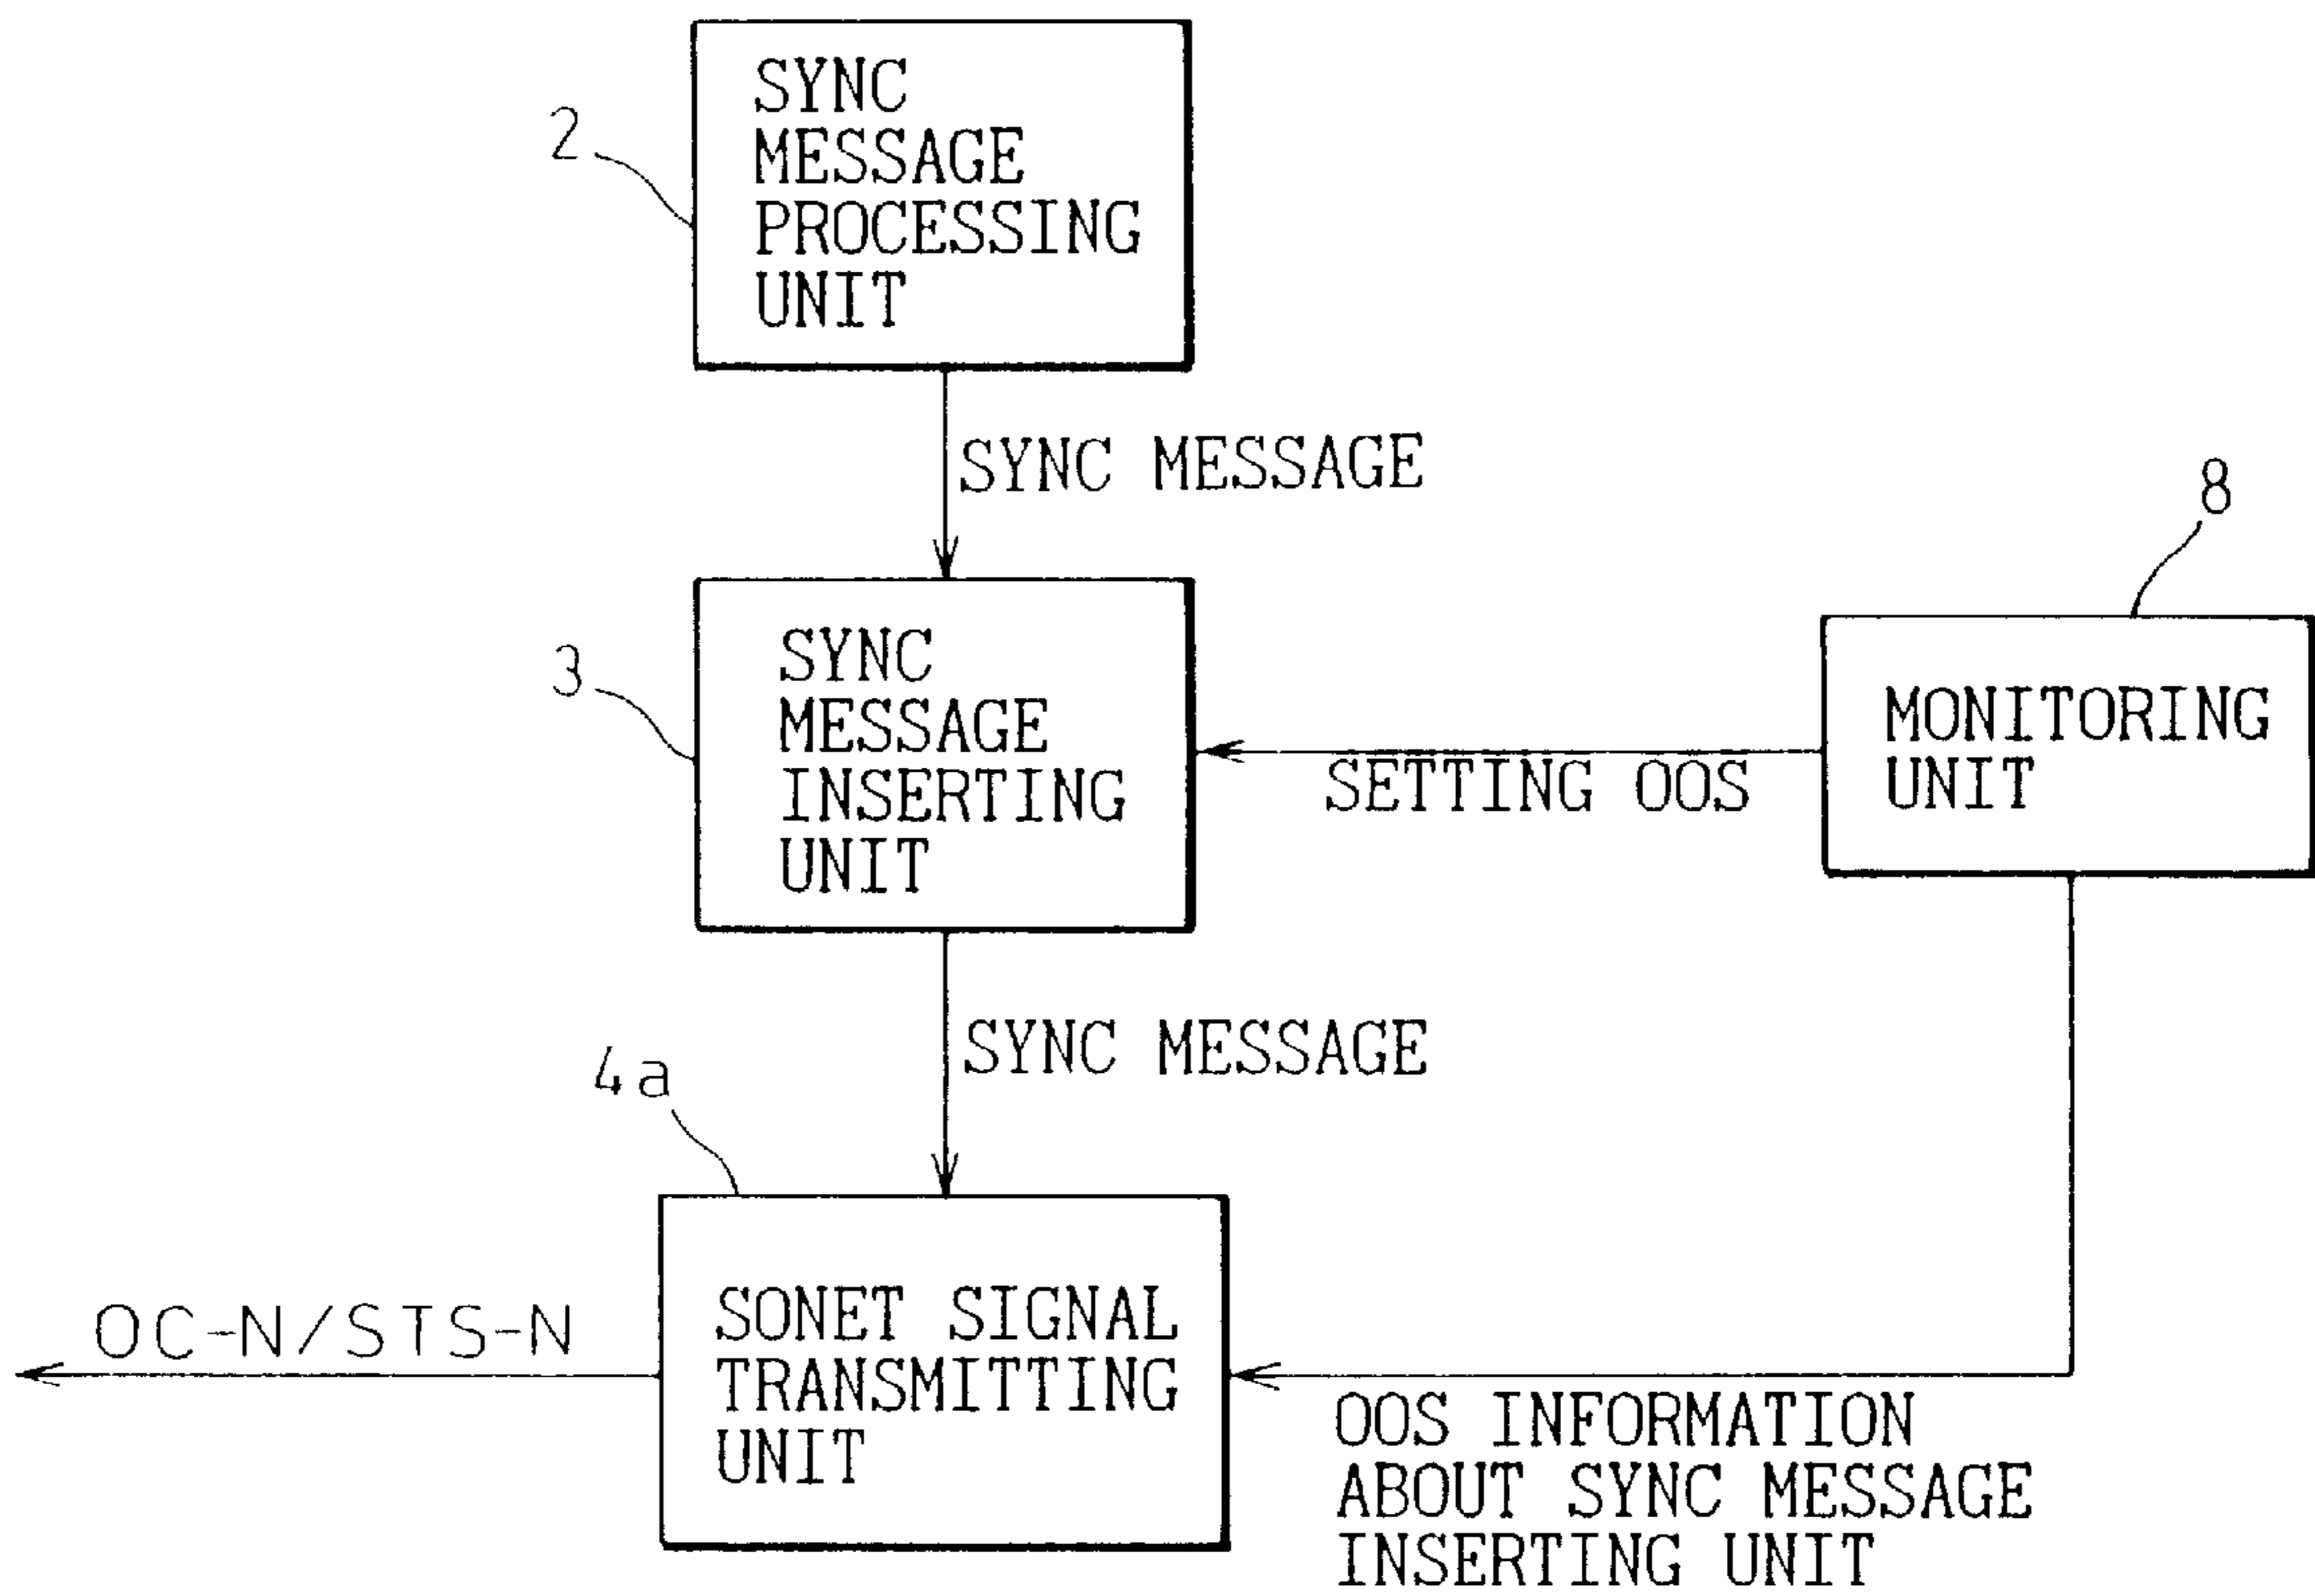 2
SYNC
MESSAGE
PROCESSING
UNIT
SYNC MESSAGE
8
3
SYNC
MESSAGE
INSERTING
UNIT
SETTING OOS
MONITORING
UNIT
SYNC MESSAGE
4a
OC-N/STS-N
SONET SIGNAL
TRANSMITTING
UNIT
OOS INFORMATION
ABOUT SYNC MESSAGE
INSERTING UNIT